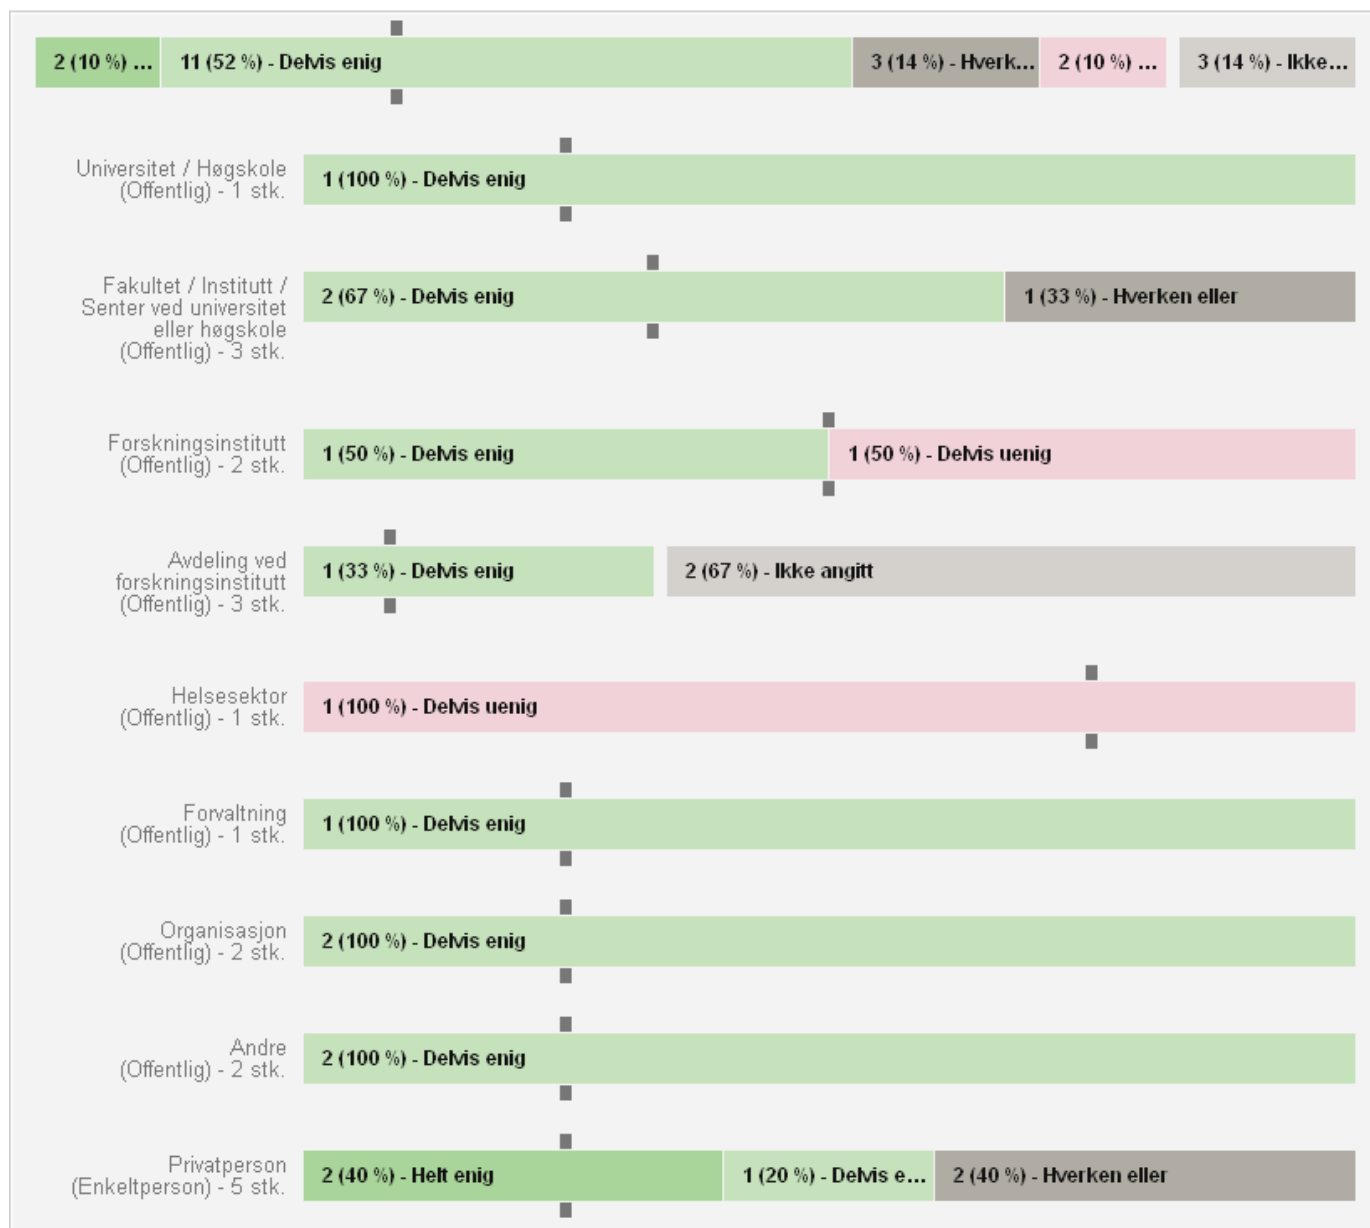 2 (10 %) ... 11 (52 %) - Delvis enig 3 (14 %) - Hverk... 2 (10 %) ... 3 (14 %) - Ikke...
Universitet / Høgskole
(Offentlig) - 1 stk.
1 (100 %) - Delvis enig
Fakultet / Institutt /
Senter ved universitet
eller høgskole
(Offentlig) - 3 stk.
2 (67 %) - Delvis enig 1 (33 %) - Hverken eller
Forskningsinstitutt
(Offentlig) - 2 stk.
1 (50 %) - Delvis enig 1 (50 %) - Delvis uenig
Avdeling ved
forskningsinstitutt
(Offentlig) - 3 stk.
1 (33 %) - Delvis enig 2 (67 %) - Ikke angitt
Helsesektor
(Offentlig) - 1 stk.
1 (100 %) - Delvis uenig
Forvaltning
(Offentlig) - 1 stk.
1 (100 %) - Delvis enig
Organisasjon
(Offentlig) - 2 stk.
2 (100 %) - Delvis enig
Andre
(Offentlig) - 2 stk.
2 (100 %) - Delvis enig
Privatperson
(Enkeltperson) - 5 stk.
2 (40 %) - Helt enig 1 (20 %) - Delvis e... 2 (40 %) - Hverken eller